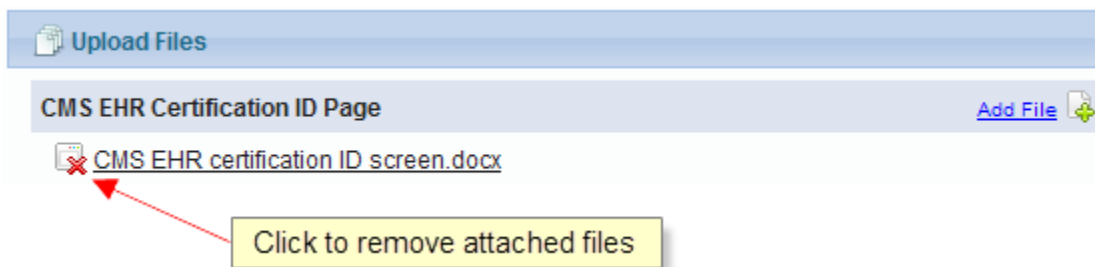 Upload Files
CMS EHR Certification ID Page
Add File
CMS EHR certification ID screen.docx
Click to remove attached files